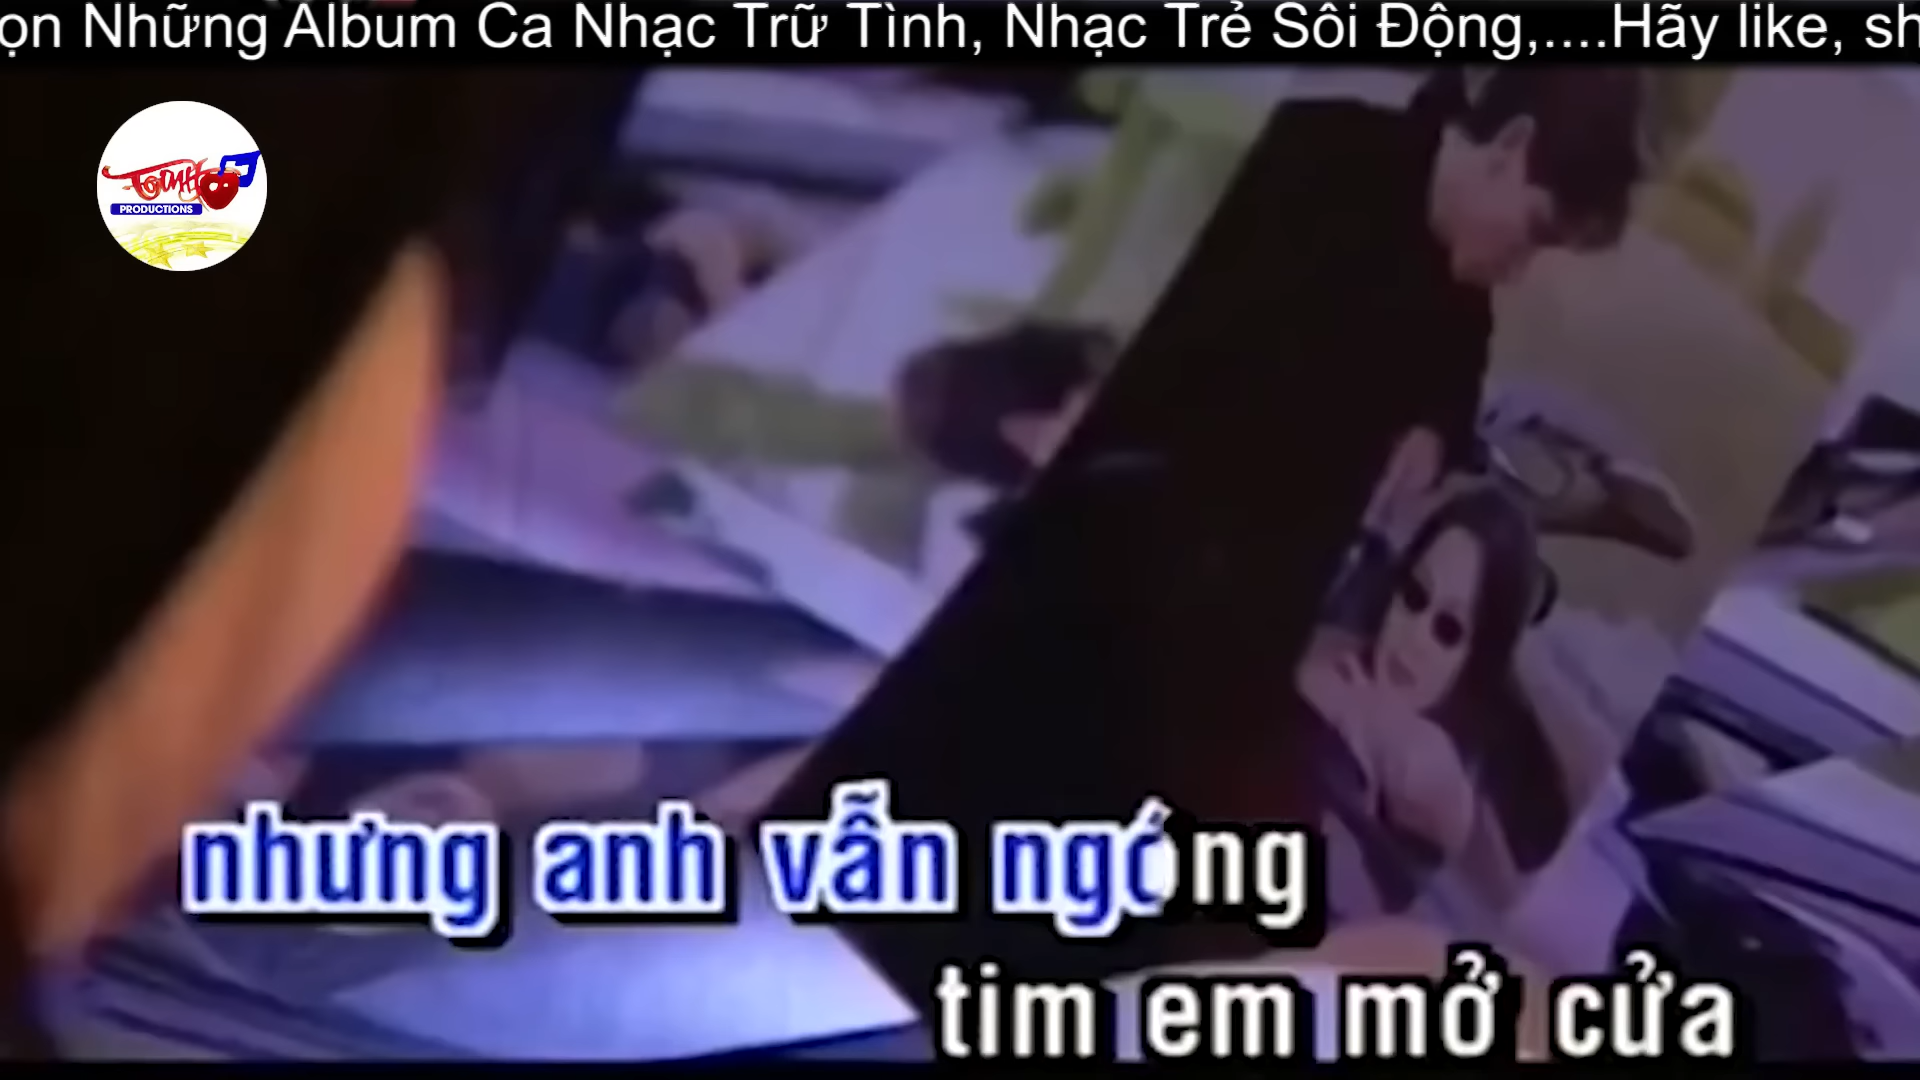 ọn Những Album Ca Nhạc Trữ Tình, Nhạc Trẻ Sôi Động,....Hãy like, sh
PRODUCTIONS
nhưng anh vẫn ngóng
tim em mở cửa